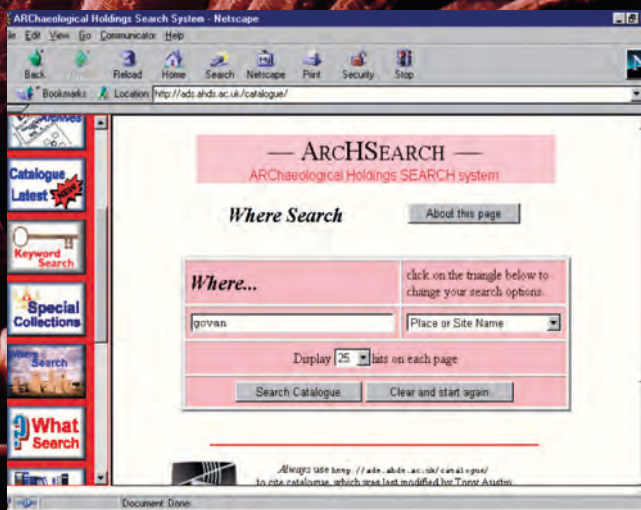 ARChaeological Holdings Search System - Netscape
Edit View Go Communicator Help
Back Reload Home Search Netscape Print Security Stop
Bookmarks Location: http://ads.ahds.ac.uk/catalogue/
Archives
Catalogue
Latest NEW
Keyword
Search
Special
Collections
Where
Search
What
Search
— ARCHSEARCH —
ARChaeological Holdings SEARCH system
Where Search
About this page
Where...
click on the triangle below to
change your search options.
govan
Place or Site Name
Display 25 hits on each page
Search Catalogue
Clear and start again
Always use http://ads.ahds.ac.uk/catalogue/
to cite catalogue, which was last modified by Tony Austin
Document: Done